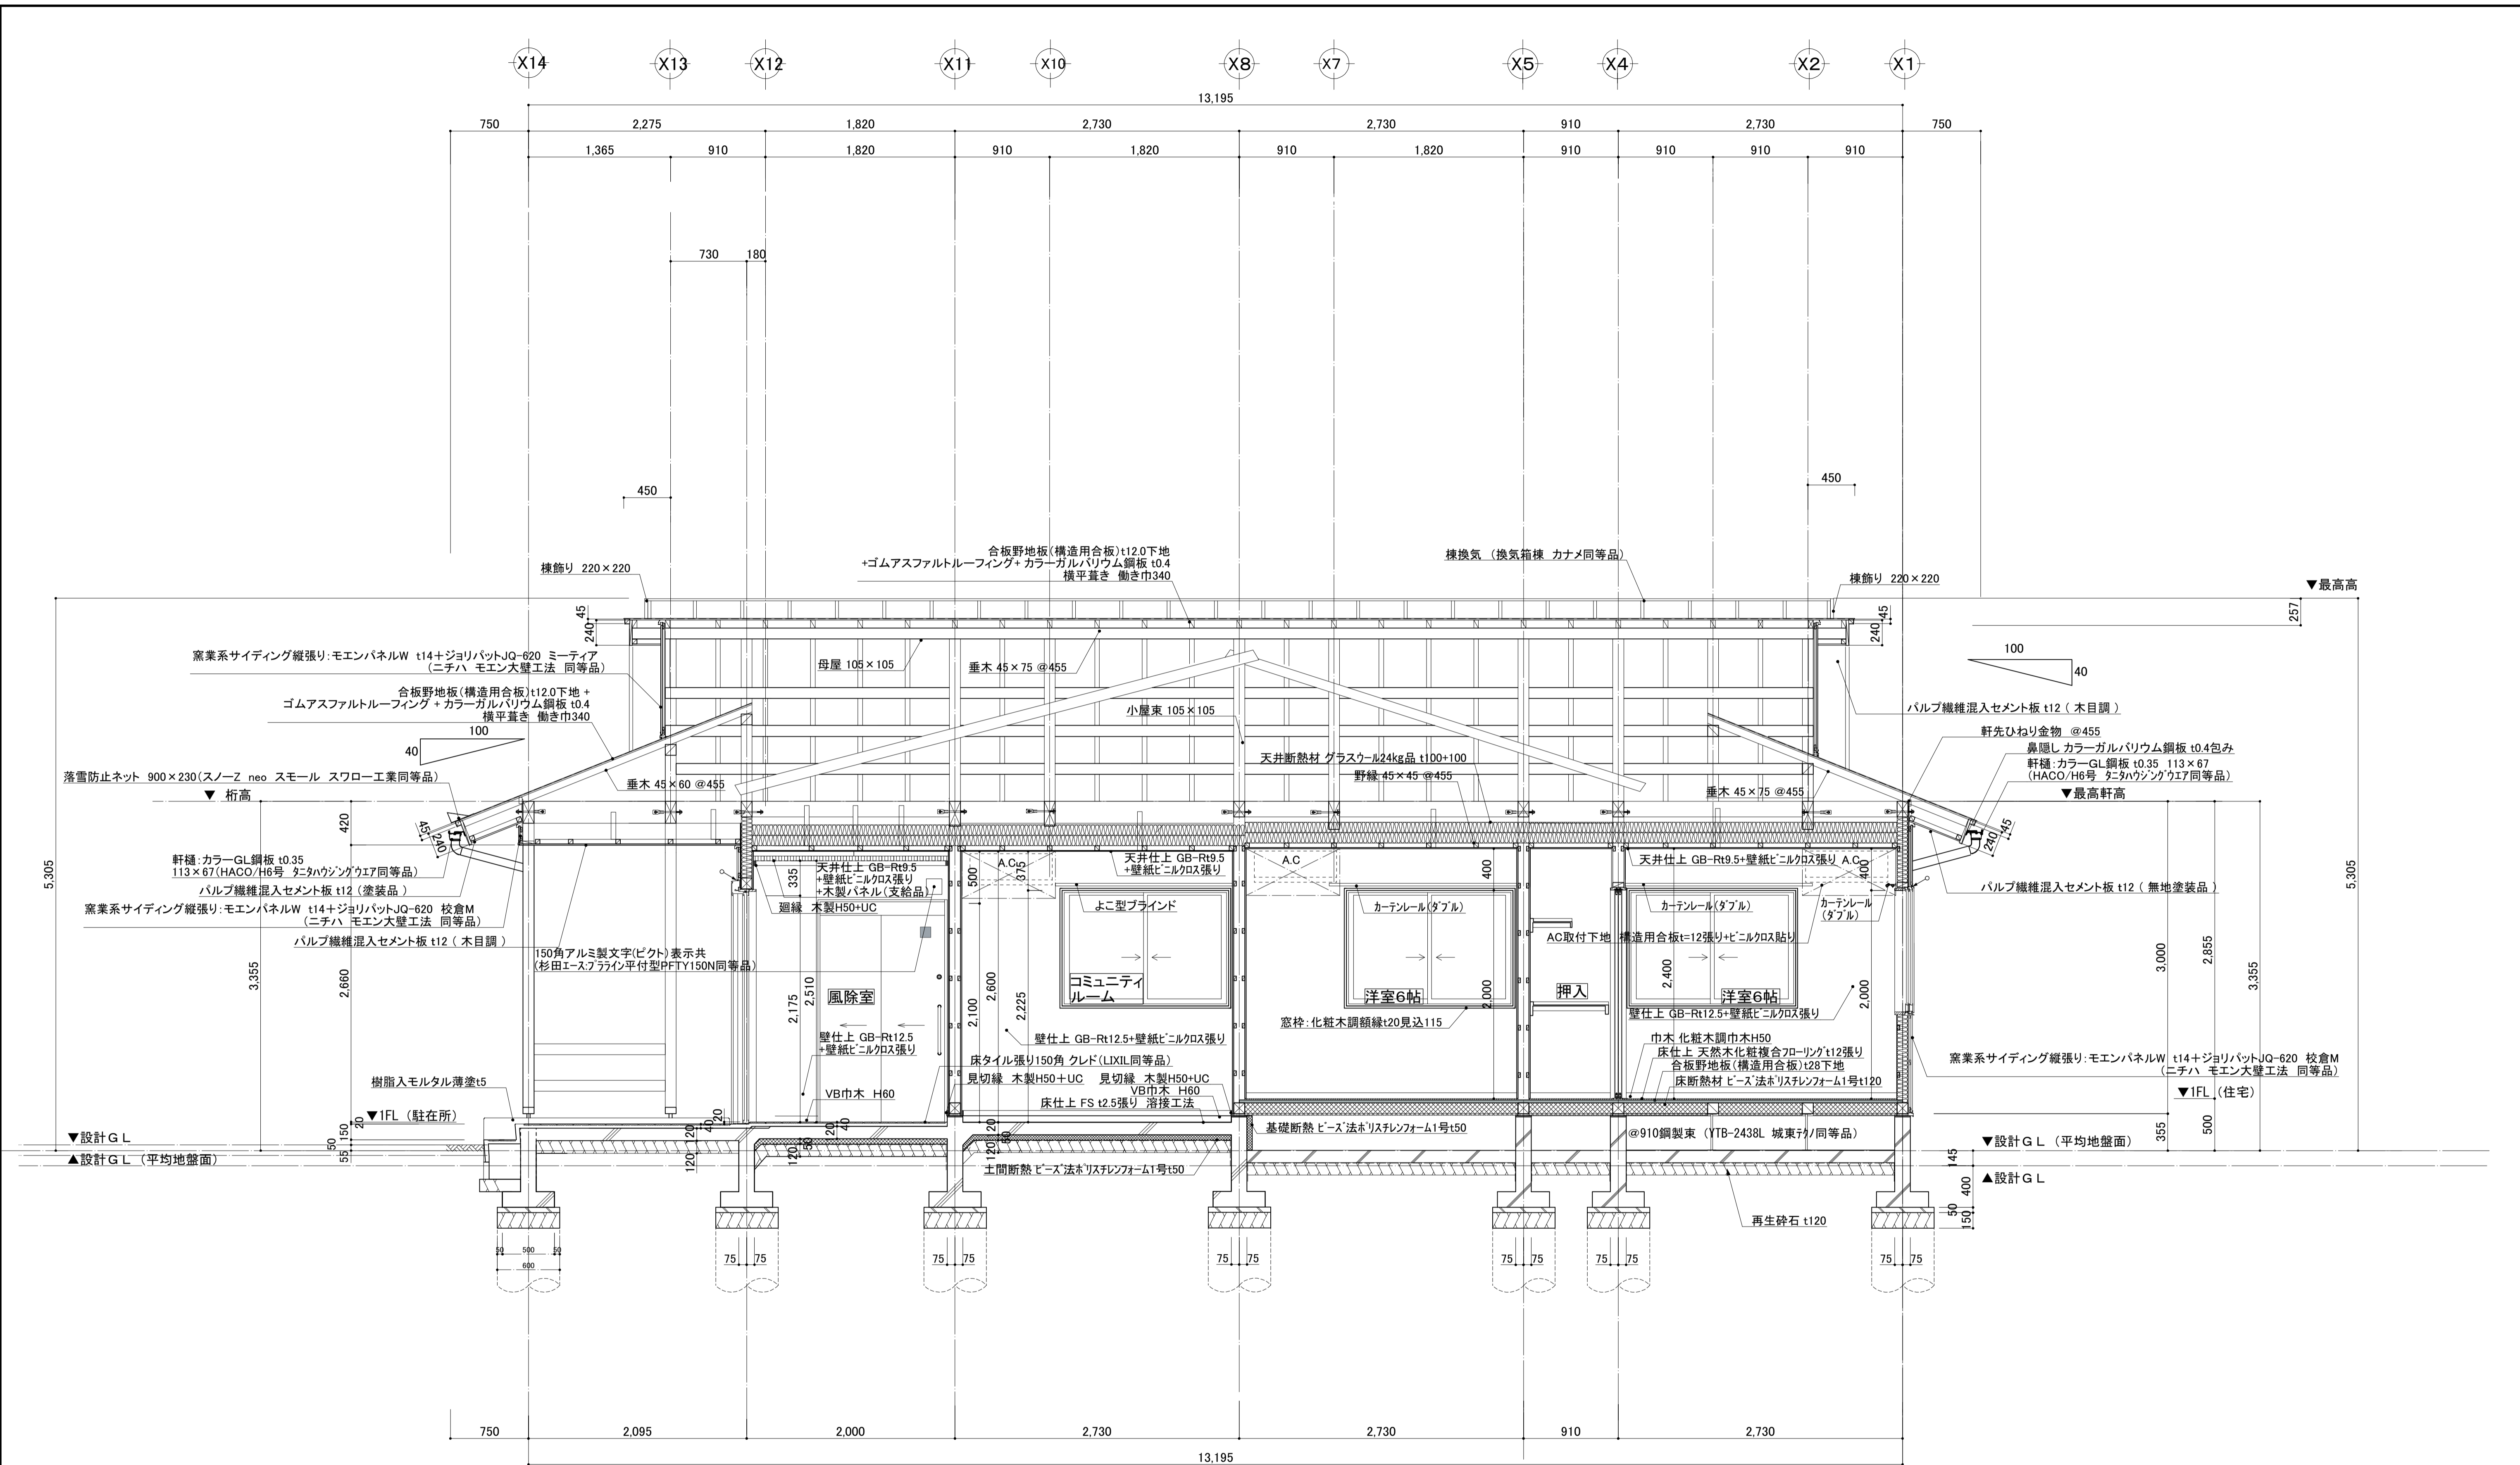 X14 X13 X12 X11 X10 X8 X7 X5 X4 X2 X1
13,195
750 2,275 1,820 2,730 2,730 910 2,730 750
1,365 910 1,820 910 1,820 910 1,820 910 910 910 910
730 180
450
450
合板野地板(構造用合板)t12.0下地
+ゴムアスファルトルーフィング+ カラーガルバリウム鋼板 t0.4
横平葺き 働き巾340
棟換気 (換気箱棟 カナメ同等品)
棟飾り 220×220
棟飾り 220×220
▼最高高
257
45
240
45
240
窯業系サイディング縦張り:モエンパネルW t14+ジョリパットJQ-620 ミーティア
(ニチハ モエン大壁工法 同等品)
母屋 105×105
垂木 45×75 @455
100
40
合板野地板(構造用合板)t12.0下地 +
ゴムアスファルトルーフィング + カラーガルバリウム鋼板 t0.4
横平葺き 働き巾340
小屋束 105×105
パルプ繊維混入セメント板 t12 ( 木目調 )
100
40
軒先ひねり金物 @455
鼻隠し カラーガルバリウム鋼板 t0.4包み
軒樋:カラーGL鋼板 t0.35 113×67
(HACO/H6号 タニタハウジングウエア同等品)
落雪防止ネット 900×230(スノーZ neo スモール スワロー工業同等品)
垂木 45×60 @455
天井断熱材 グラスウール24kg品 t100+100
野縁 45×45 @455
垂木 45×75 @455
▼ 桁高
▼最高軒高
420
45
240
45
240
5,305
5,305
軒樋:カラーGL鋼板 t0.35
113×67(HACO/H6号 タニタハウジングウエア同等品)
パルプ繊維混入セメント板 t12 (塗装品 )
窯業系サイディング縦張り:モエンパネルW t14+ジョリパットJQ-620 校倉M
(ニチハ モエン大壁工法 同等品)
パルプ繊維混入セメント板 t12 ( 木目調 )
335
天井仕上 GB-Rt9.5
+壁紙ビニルクロス張り
+木製パネル(支給品)
廻縁 木製H50+UC
A.C
500
375
天井仕上 GB-Rt9.5
+壁紙ビニルクロス張り
A.C
400
天井仕上 GB-Rt9.5+壁紙ビニルクロス張り A.C
400
パルプ繊維混入セメント板 t12 ( 無地塗装品 )
よこ型ブラインド
カーテンレール(ダブル)
カーテンレール(ダブル)
カーテンレール
(ダブル)
AC取付下地 構造用合板t=12張り+ビニルクロス貼り
150角アルミ製文字(ピクト)表示共
(杉田エース:プラライン平付型PFTY150N同等品)
3,355
2,660
2,175
2,510
風除室
2,100
2,600
2,225
コミュニティ
ルーム
洋室6帖
2,000
押入
2,400
洋室6帖
2,000
3,000
2,855
3,355
窓枠:化粧木調額縁t20見込115
壁仕上 GB-Rt12.5+壁紙ビニルクロス張り
壁仕上 GB-Rt12.5
+壁紙ビニルクロス張り
壁仕上 GB-Rt12.5+壁紙ビニルクロス張り
巾木 化粧木調巾木H50
床仕上 天然木化粧複合フローリングt12張り
合板野地板(構造用合板)t28下地
床断熱材 ビーズ法ポリスチレンフォーム1号t120
床タイル張り150角 クレド(LIXIL同等品)
見切縁 木製H50+UC 見切縁 木製H50+UC
VB巾木 H60
床仕上 FS t2.5張り 溶接工法
VB巾木 H60
樹脂入モルタル薄塗t5
窯業系サイディング縦張り:モエンパネルW t14+ジョリパットJQ-620 校倉M
(ニチハ モエン大壁工法 同等品)
▼1FL (住宅)
▼1FL (駐在所)
▼設計GL
▲設計GL (平均地盤面)
20
150
50
55
120
120
40
20
120
50
20
40
120
120
50
基礎断熱 ビーズ法ポリスチレンフォーム1号t50
土間断熱 ビーズ法ポリスチレンフォーム1号t50
@910鋼製束 (YTB-2438L 城東テクノ同等品)
355
500
▼設計GL (平均地盤面)
145
▲設計GL
400
50
150
再生砕石 t120
50 500 50
600
75 75 75 75 75 75 75 75 75 75 75 75
750 2,095 2,000 2,730 2,730 910 2,730
13,195